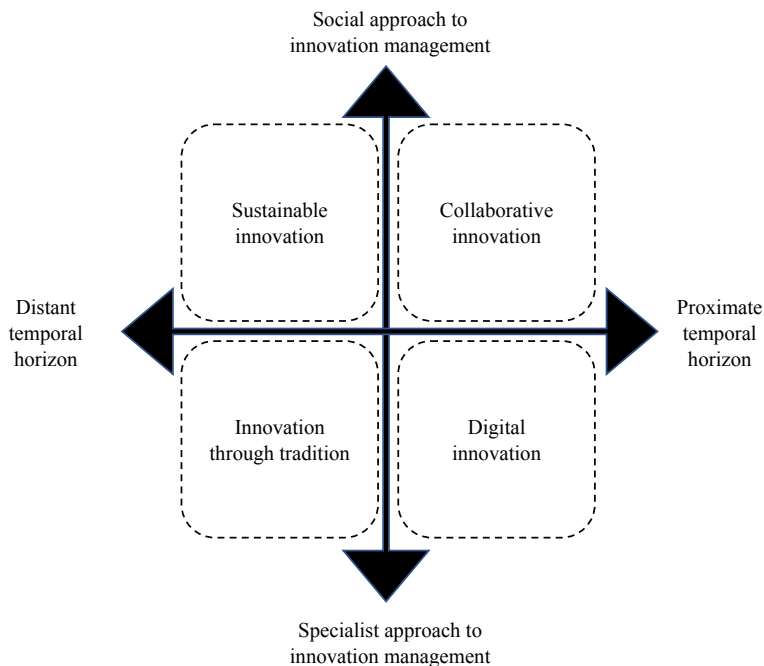 Social approach to
innovation management
Sustainable
innovation
Collaborative
innovation
Distant
temporal
horizon
Proximate
temporal
horizon
Innovation
through tradition
Digital
innovation
Specialist approach to
innovation management